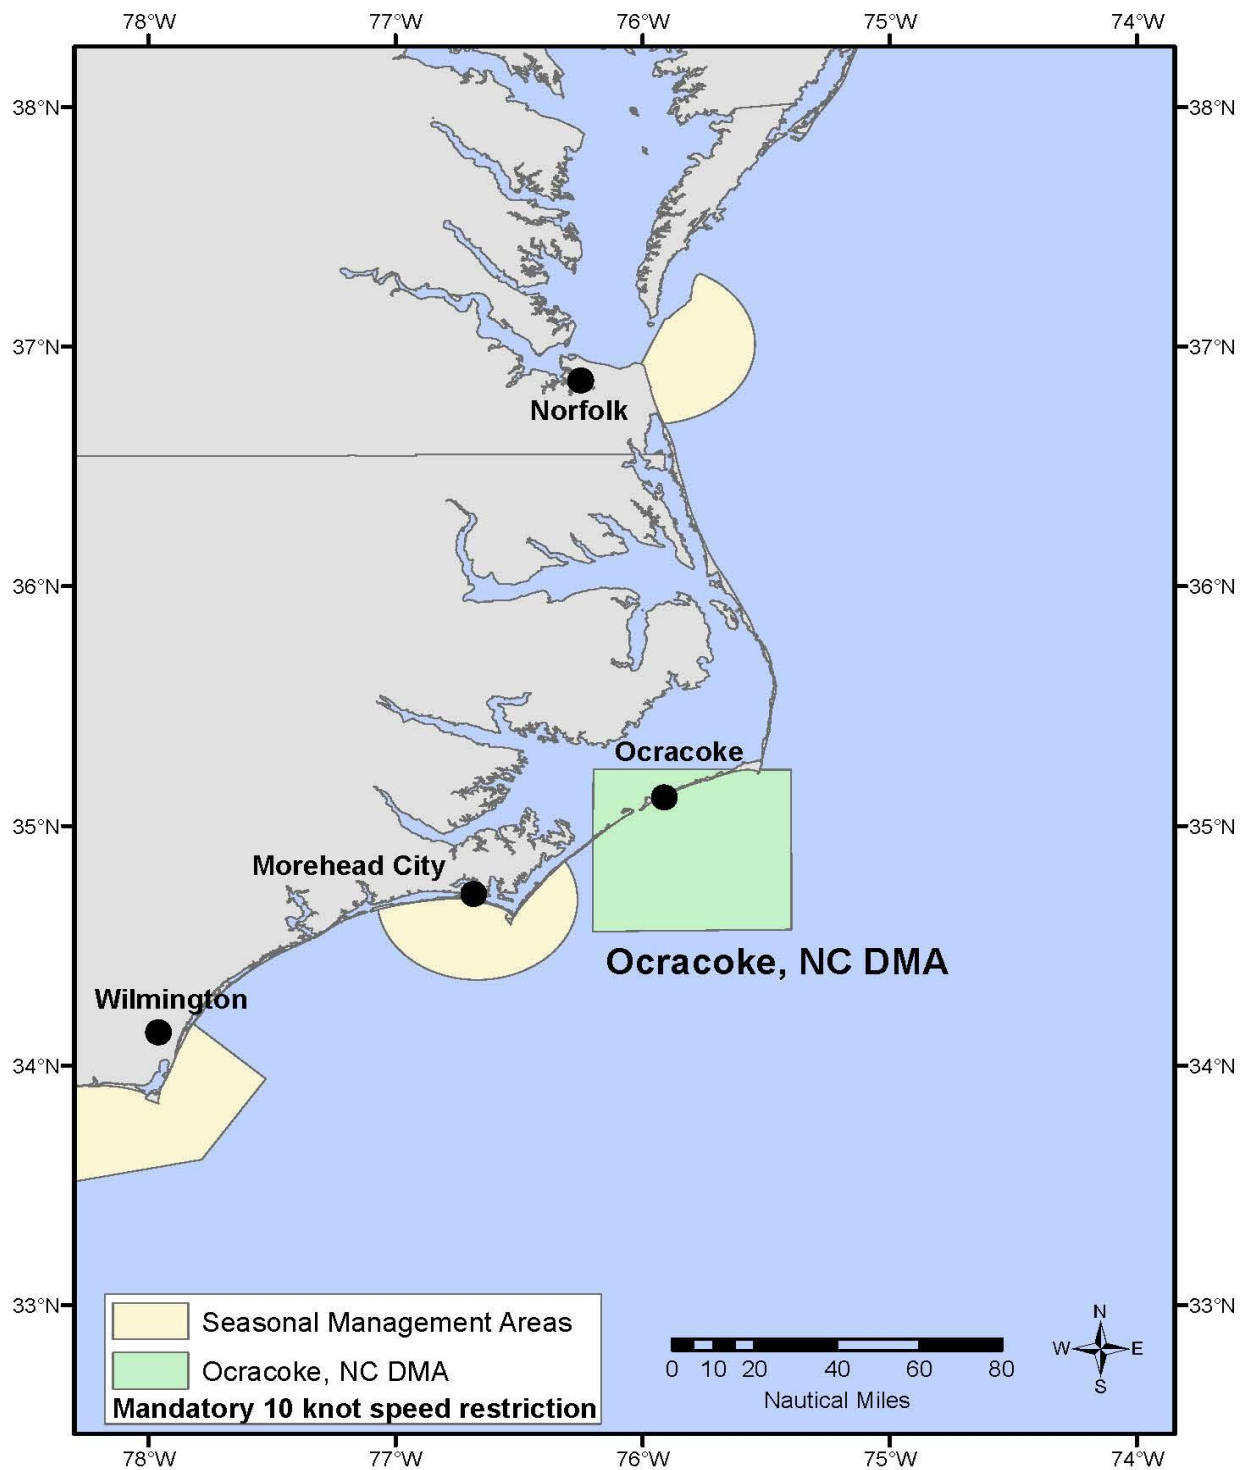 78°W 77°W 76°W 75°W 74°W
38°N 38°N
37°N 37°N
Norfolk
36°N 36°N
Ocracoke
35°N 35°N
Morehead City
Ocracoke, NC DMA
Wilmington
34°N 34°N
33°N 33°N
Seasonal Management Areas
Ocracoke, NC DMA
Mandatory 10 knot speed restriction
0 10 20 40 60 80
Nautical Miles
N
W E
S
78°W 77°W 76°W 75°W 74°W